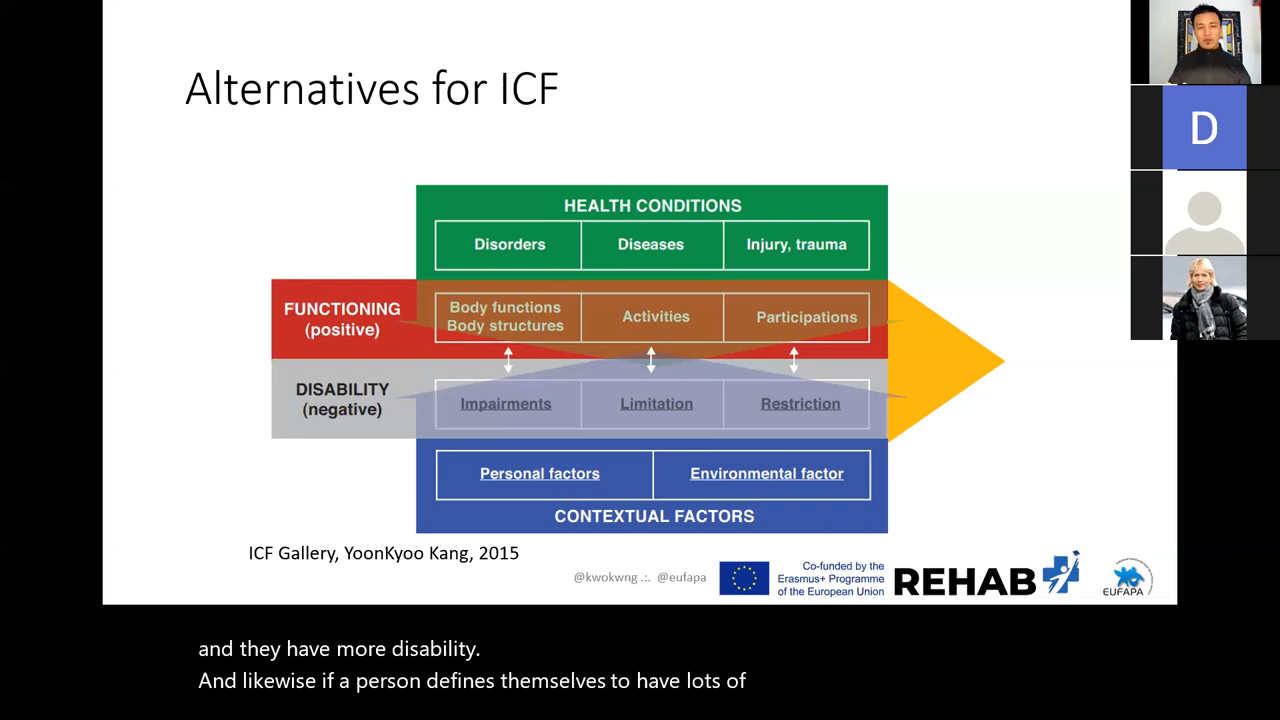 Alternatives for ICF
HEALTH CONDITIONS
Disorders
Diseases
Injury, trauma
FUNCTIONING
(positive)
Body functions
Body structures
Activities
Participations
DISABILITY
(negative)
Impairments
Limitation
Restriction
Personal factors
Environmental factor
CONTEXTUAL FACTORS
ICF Gallery, YoonKyoo Kang, 2015
@kwokwng .:. @eufapa
Co-funded by the
Erasmus+ Programme
of the European Union
REHAB
EUFAPA
D
and they have more disability.
And likewise if a person defines themselves to have lots of